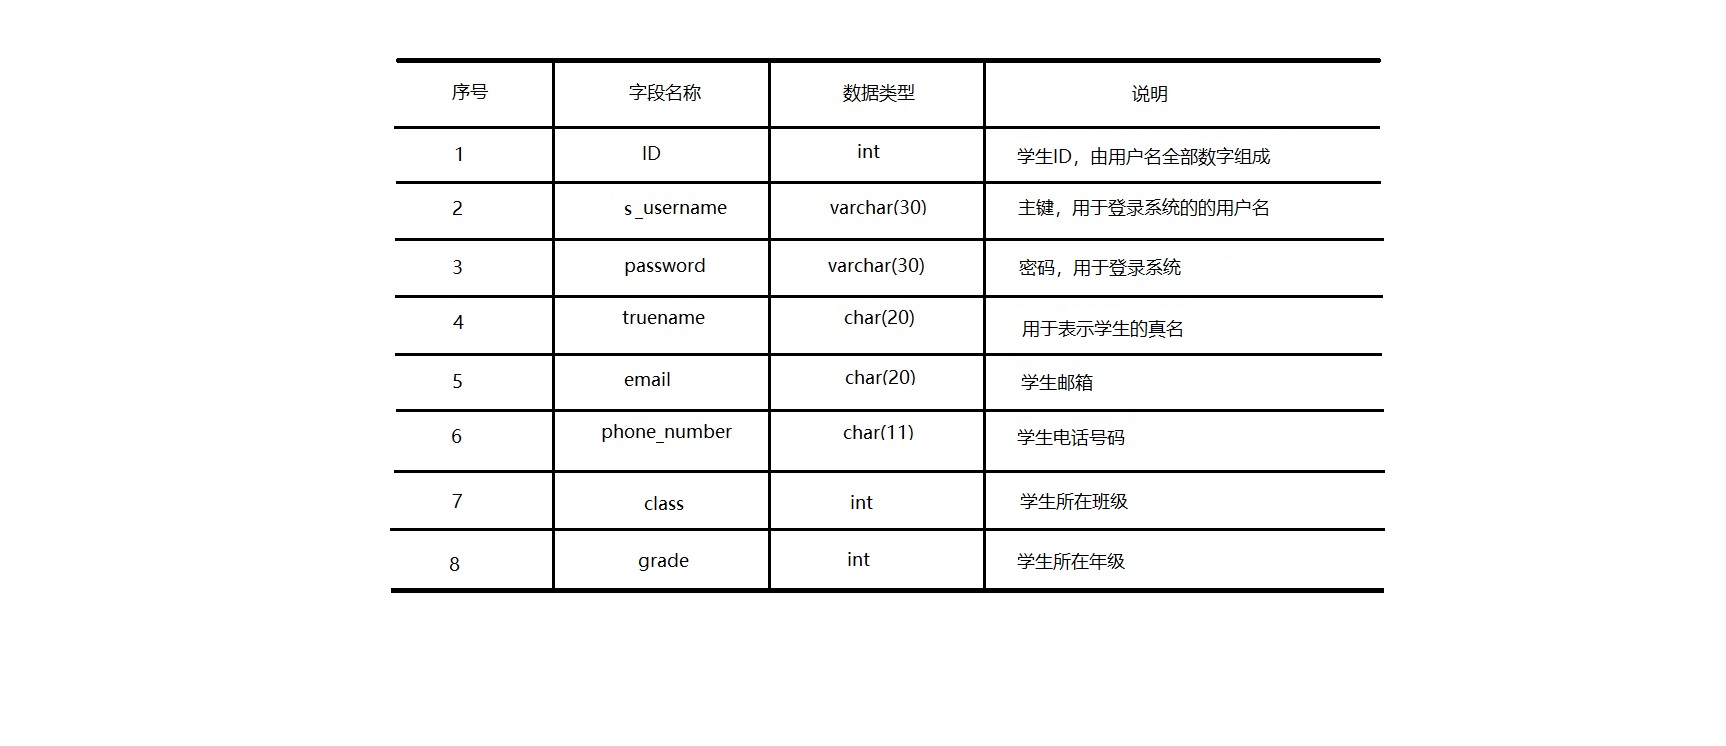 序号 字段名称 数据类型 说明
1 ID int 学生ID，由用户名全部数字组成
2 s_username varchar(30) 主键，用于登录系统的的用户名
3 password varchar(30) 密码，用于登录系统
4 truename char(20) 用于表示学生的真名
5 email char(20) 学生邮箱
6 phone_number char(11) 学生电话号码
7 class int 学生所在班级
8 grade int 学生所在年级